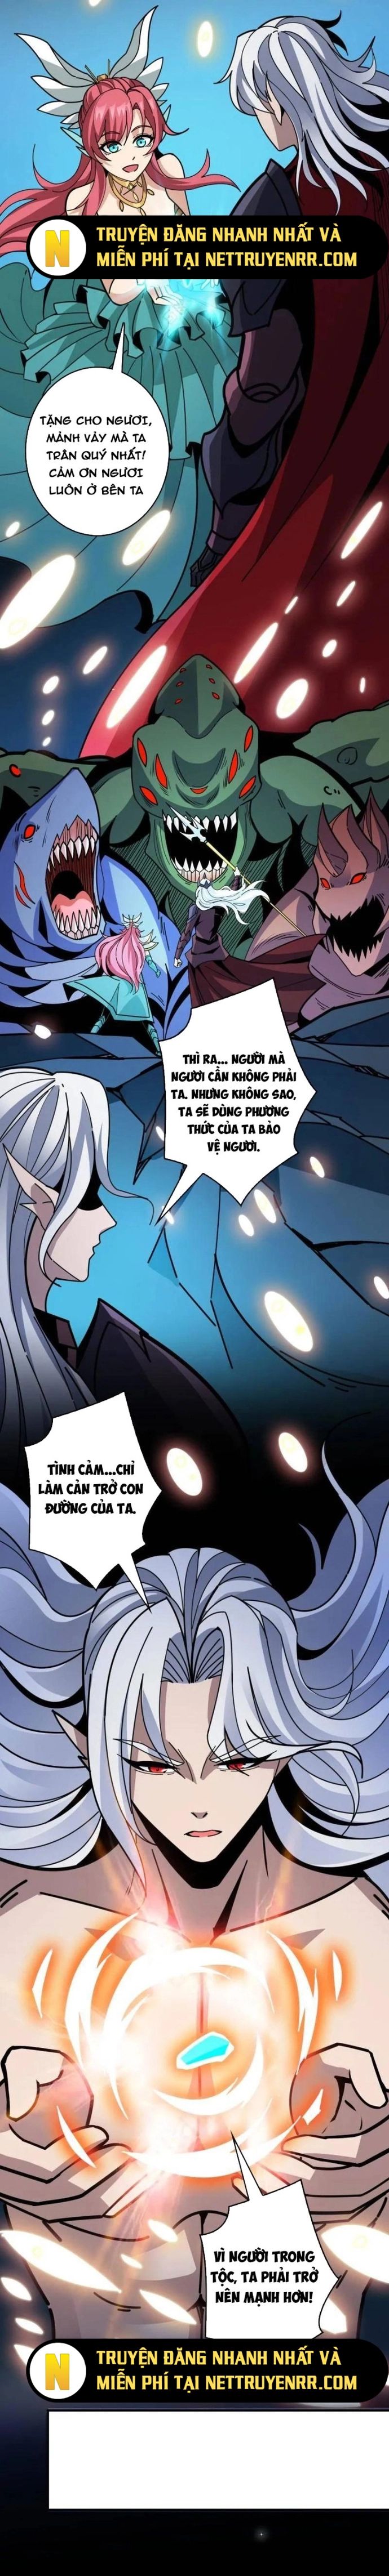 N
TRUYỆN ĐĂNG NHANH NHẤT VÀ
MIỄN PHÍ TẠI NETTRUYENRR.COM
TẶNG CHO NGƯƠI,
MẢNH VẢY MÀ TA
TRÂN QUÝ NHẤT!
CẢM ƠN NGƯƠI
LUÔN Ở BÊN TA
THÌ RA... NGƯỜI MÀ
NGƯƠI CẦN KHÔNG PHẢI
TA. NHƯNG KHÔNG SAO,
TA SẼ DÙNG PHƯƠNG
THỨC CỦA TA BẢO
VỆ NGƯƠI.
TÌNH CẢM...CHỈ
LÀM CẢN TRỞ CON
ĐƯỜNG CỦA TA.
VÌ NGƯỜI TRONG
TỘC, TA PHẢI TRỞ
NÊN MẠNH HƠN!
N
TRUYỆN ĐĂNG NHANH NHẤT VÀ
MIỄN PHÍ TẠI NETTRUYENRR.COM